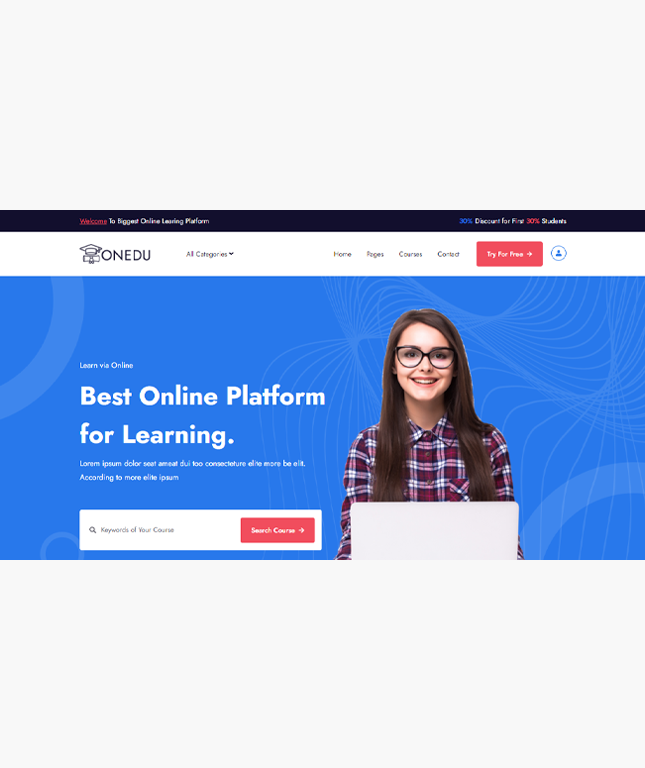 Welcome To Biggest Online Learing Platform
30% Discount for First 30% Students
ONEDU
All Categories
Home Pages Courses Contact
Try For Free
Learn via Online
Best Online Platform
for Learning.
Lorem ipsum dolor seat ameat dui too consecteture elite more be elit.
According to more elite ipsum
Keywords of Your Course
Search Course